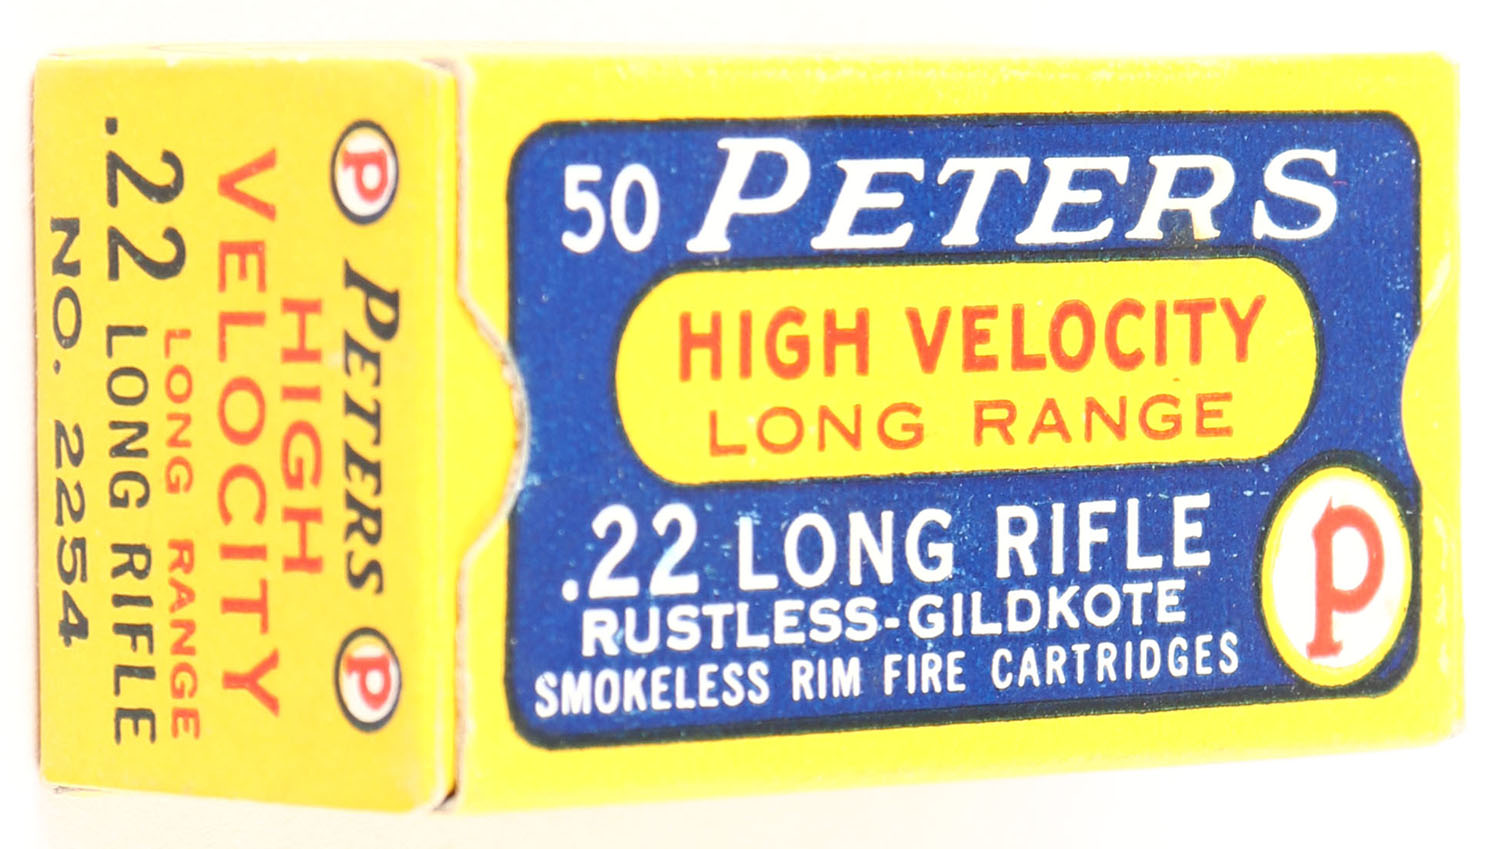 50 PETERS
HIGH VELOCITY
LONG RANGE
.22 LONG RIFLE
RUSTLESS-GILDKOTE
SMOKELESS RIM FIRE CARTRIDGES
P
P PETERS P
HIGH
VELOCITY
LONG RANGE
.22 LONG RIFLE
NO. 2254